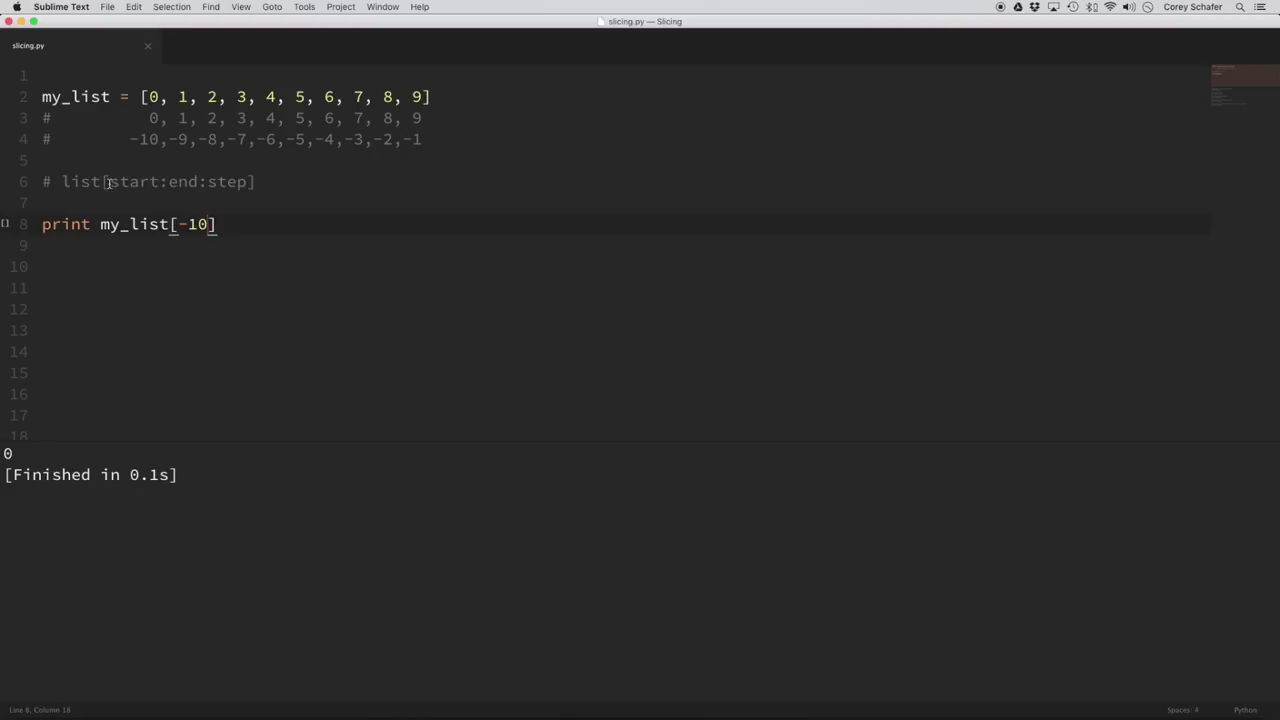 Sublime Text File Edit Selection Find View Goto Tools Project Window Help Corey Schafer
slicing.py — Slicing
slicing.py
1
2 my_list = [0, 1, 2, 3, 4, 5, 6, 7, 8, 9]
3 # 0, 1, 2, 3, 4, 5, 6, 7, 8, 9
4 # -10,-9,-8,-7,-6,-5,-4,-3,-2,-1
5
6 # list[start:end:step]
7
8 print my_list[-10]
9
10
11
12
13
14
15
16
17
18
0
[Finished in 0.1s]
Line 8, Column 18 Spaces: 4 Python